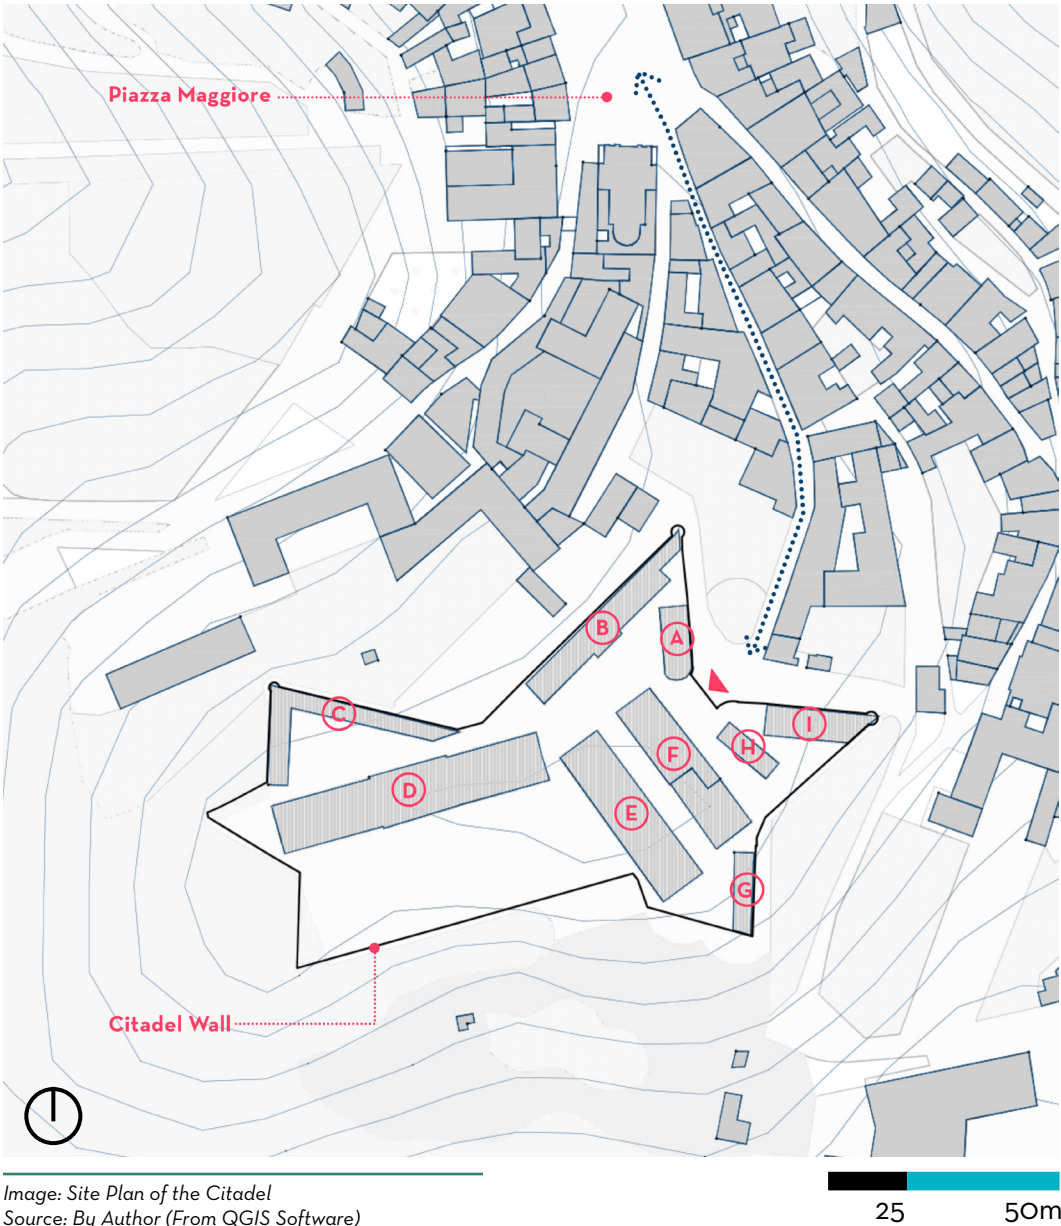 Piazza Maggiore
B
A
C
I
H
F
D
E
G
Citadel Wall
Image: Site Plan of the Citadel
Source: By Author (From QGIS Software)
25 50m